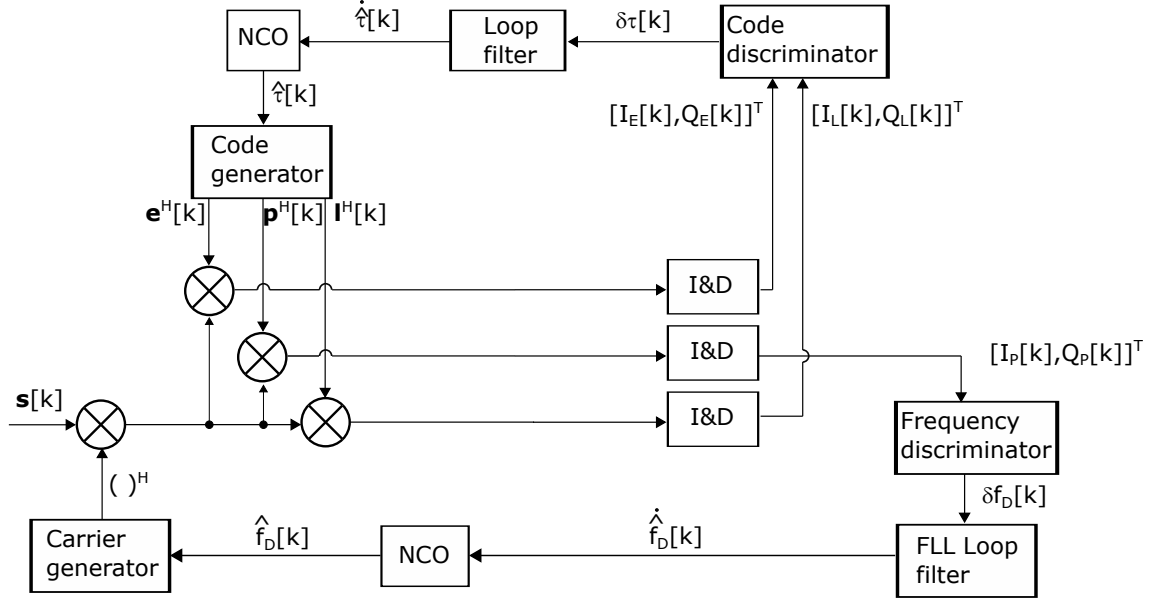 NCO
τ̂̇[k]
Loop
filter
δτ[k]
Code
discriminator
τ̂[k]
[I_E[k],Q_E[k]]^T
[I_L[k],Q_L[k]]^T
Code
generator
e^H[k]
p^H[k]
l^H[k]
I&D
I&D
[I_P[k],Q_P[k]]^T
s[k]
I&D
Frequency
discriminator
( )^H
δf_D[k]
Carrier
generator
f̂_D[k]
NCO
f̂̇_D[k]
FLL Loop
filter